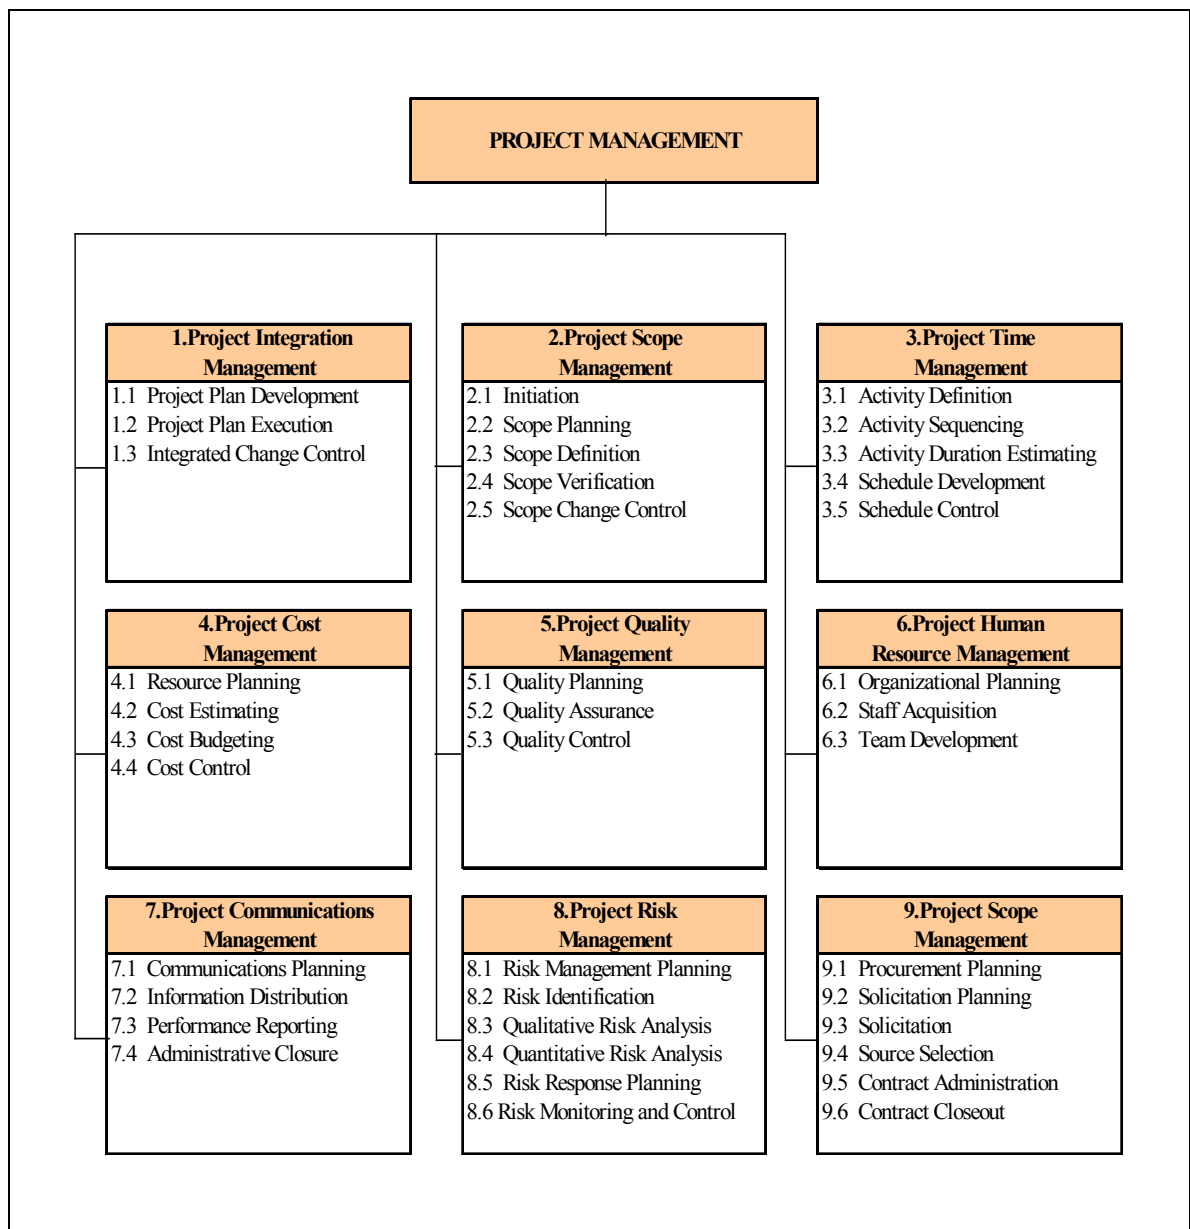 PROJECT MANAGEMENT
1.Project Integration
Management
1.1 Project Plan Development
1.2 Project Plan Execution
1.3 Integrated Change Control
2.Project Scope
Management
2.1 Initiation
2.2 Scope Planning
2.3 Scope Definition
2.4 Scope Verification
2.5 Scope Change Control
3.Project Time
Management
3.1 Activity Definition
3.2 Activity Sequencing
3.3 Activity Duration Estimating
3.4 Schedule Development
3.5 Schedule Control
4.Project Cost
Management
4.1 Resource Planning
4.2 Cost Estimating
4.3 Cost Budgeting
4.4 Cost Control
5.Project Quality
Management
5.1 Quality Planning
5.2 Quality Assurance
5.3 Quality Control
6.Project Human
Resource Management
6.1 Organizational Planning
6.2 Staff Acquisition
6.3 Team Development
7.Project Communications
Management
7.1 Communications Planning
7.2 Information Distribution
7.3 Performance Reporting
7.4 Administrative Closure
8.Project Risk
Management
8.1 Risk Management Planning
8.2 Risk Identification
8.3 Qualitative Risk Analysis
8.4 Quantitative Risk Analysis
8.5 Risk Response Planning
8.6 Risk Monitoring and Control
9.Project Scope
Management
9.1 Procurement Planning
9.2 Solicitation Planning
9.3 Solicitation
9.4 Source Selection
9.5 Contract Administration
9.6 Contract Closeout